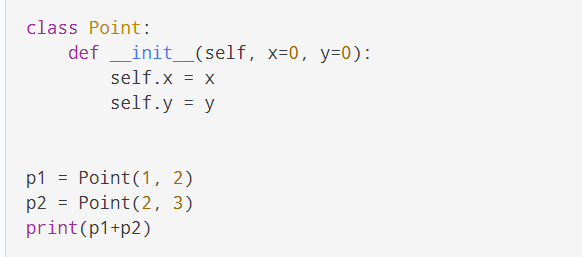 class Point:
    def __init__(self, x=0, y=0):
        self.x = x
        self.y = y
p1 = Point(1, 2)
p2 = Point(2, 3)
print(p1+p2)